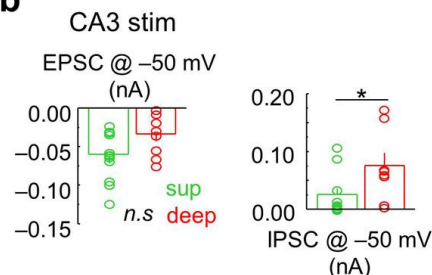 b
CA3 stim
EPSC @ –50 mV
(nA)
0.00
–0.05
–0.10
–0.15
sup
n.s deep
*
0.20
0.10
0.00
IPSC @ –50 mV
(nA)